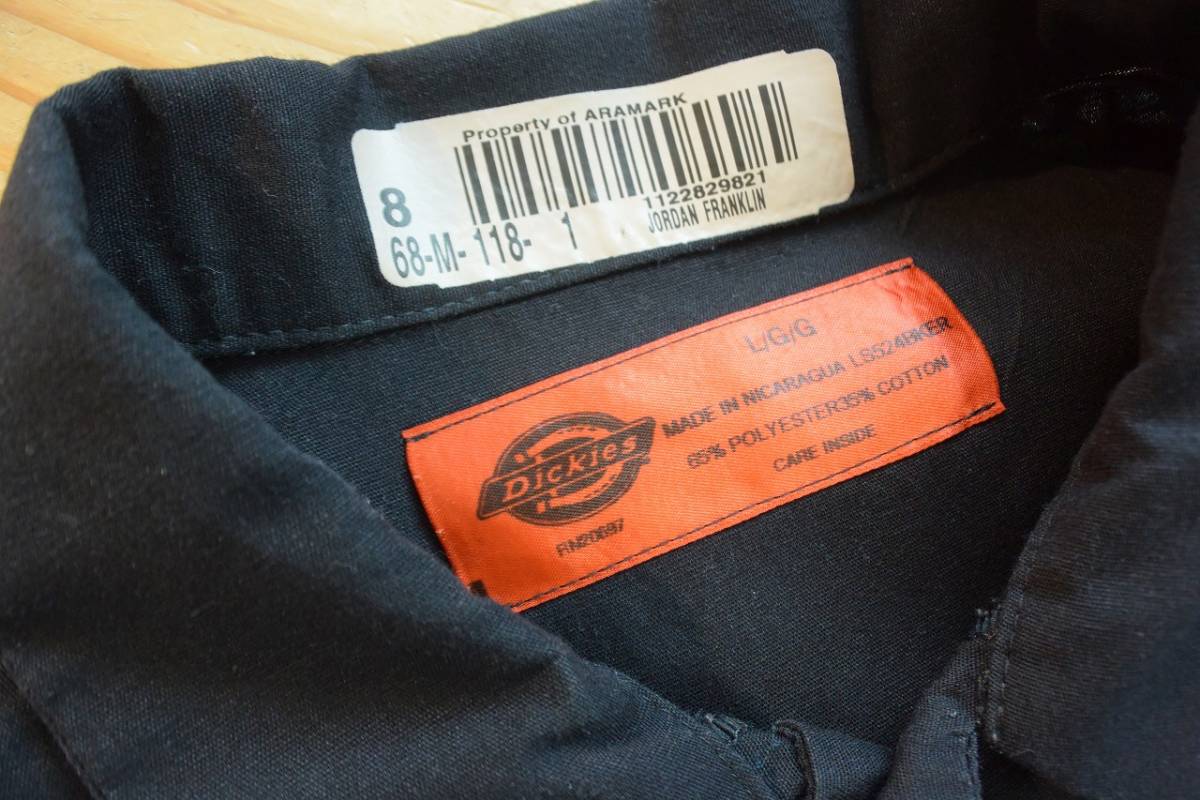 Property of ARAMARK
8
1122829821
68-M-118- 1 JORDAN FRANKLIN
L/G/G
MADE IN NICARAGUA LS524BKER
65% POLYESTER35% COTTON
CARE INSIDE
Dickies
RN20697